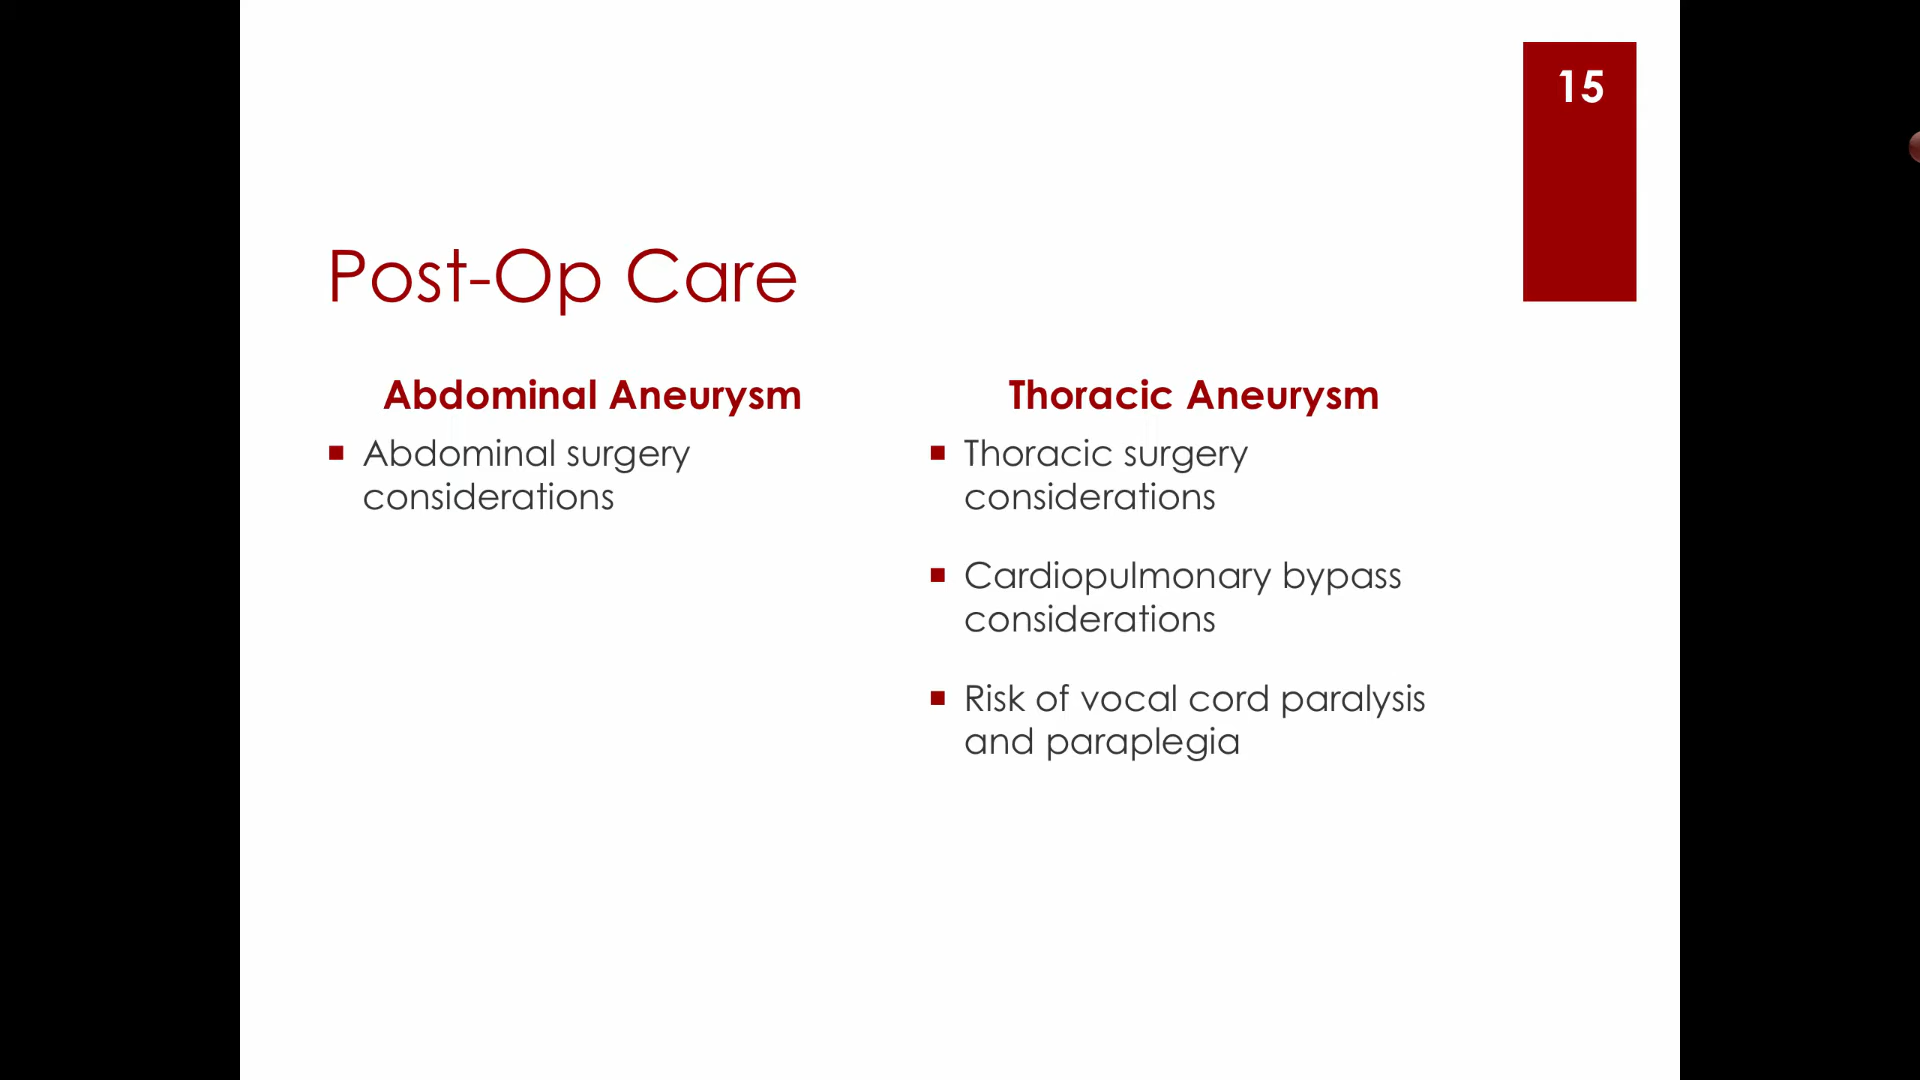 15
Post-Op Care
Abdominal Aneurysm
Abdominal surgery
considerations
Thoracic Aneurysm
Thoracic surgery
considerations
Cardiopulmonary bypass
considerations
Risk of vocal cord paralysis
and paraplegia